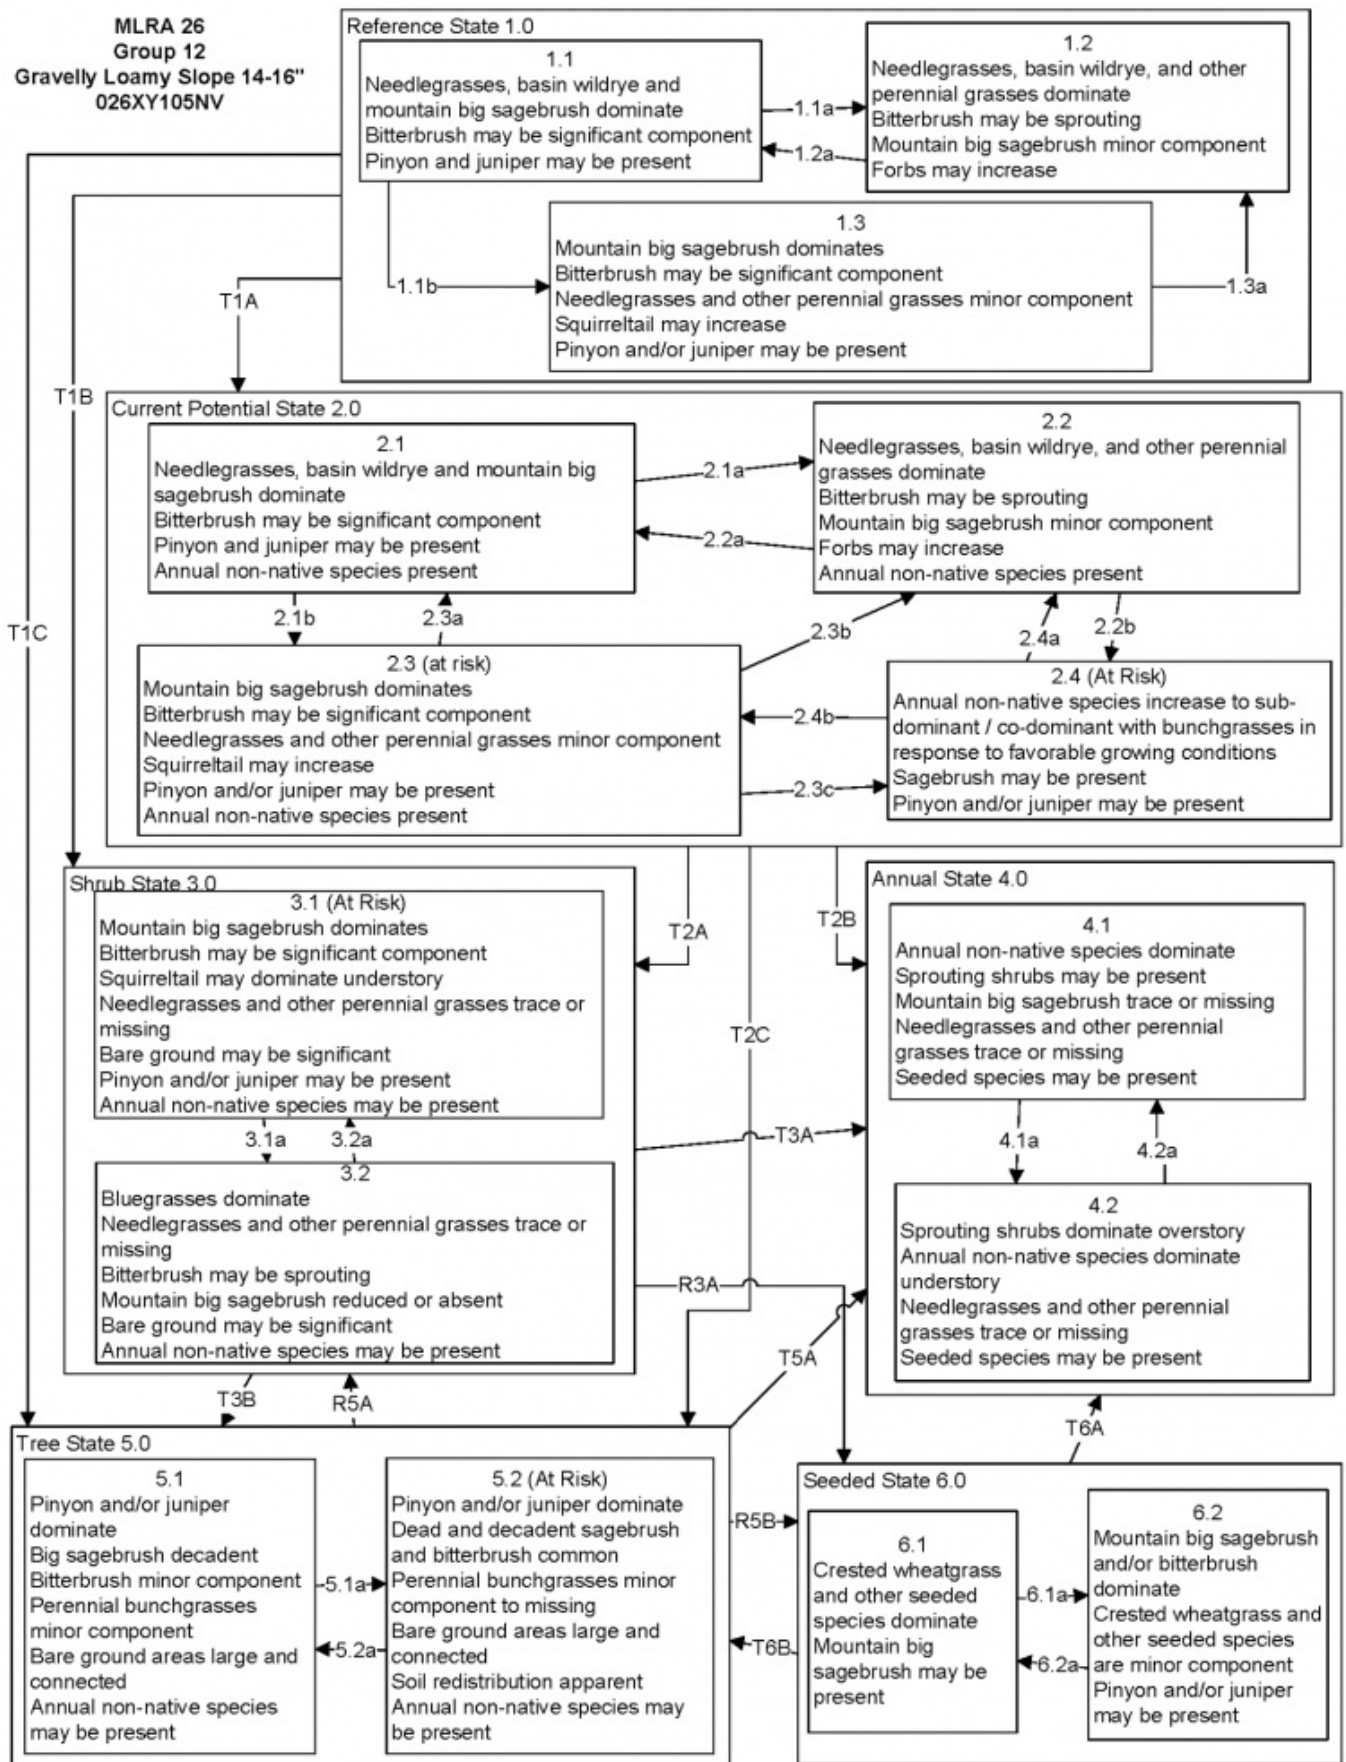 MLRA 26
Group 12
Gravelly Loamy Slope 14-16"
026XY105NV
Reference State 1.0
1.1
Needlegrasses, basin wildrye and
mountain big sagebrush dominate
Bitterbrush may be significant component
Pinyon and juniper may be present
1.1a
1.2a
1.2
Needlegrasses, basin wildrye, and other
perennial grasses dominate
Bitterbrush may be sprouting
Mountain big sagebrush minor component
Forbs may increase
1.1b
1.3
Mountain big sagebrush dominates
Bitterbrush may be significant component
Needlegrasses and other perennial grasses minor component
Squirreltail may increase
Pinyon and/or juniper may be present
1.3a
T1A
T1B
T1C
Current Potential State 2.0
2.1
Needlegrasses, basin wildrye and mountain big
sagebrush dominate
Bitterbrush may be significant component
Pinyon and juniper may be present
Annual non-native species present
2.1a
2.2a
2.2
Needlegrasses, basin wildrye, and other perennial
grasses dominate
Bitterbrush may be sprouting
Mountain big sagebrush minor component
Forbs may increase
Annual non-native species present
2.1b
2.3a
2.3b
2.4a
2.2b
2.3 (at risk)
Mountain big sagebrush dominates
Bitterbrush may be significant component
Needlegrasses and other perennial grasses minor component
Squirreltail may increase
Pinyon and/or juniper may be present
Annual non-native species present
2.4b
2.3c
2.4 (At Risk)
Annual non-native species increase to sub-
dominant / co-dominant with bunchgrasses in
response to favorable growing conditions
Sagebrush may be present
Pinyon and/or juniper may be present
T2A
T2B
T2C
Shrub State 3.0
3.1 (At Risk)
Mountain big sagebrush dominates
Bitterbrush may be significant component
Squirreltail may dominate understory
Needlegrasses and other perennial grasses trace or
missing
Bare ground may be significant
Pinyon and/or juniper may be present
Annual non-native species may be present
3.1a
3.2a
3.2
Bluegrasses dominate
Needlegrasses and other perennial grasses trace or
missing
Bitterbrush may be sprouting
Mountain big sagebrush reduced or absent
Bare ground may be significant
Annual non-native species may be present
T3A
R3A
Annual State 4.0
4.1
Annual non-native species dominate
Sprouting shrubs may be present
Mountain big sagebrush trace or missing
Needlegrasses and other perennial
grasses trace or missing
Seeded species may be present
4.1a
4.2a
4.2
Sprouting shrubs dominate overstory
Annual non-native species dominate
understory
Needlegrasses and other perennial
grasses trace or missing
Seeded species may be present
T3B
R5A
T5A
T6A
Tree State 5.0
5.1
Pinyon and/or juniper
dominate
Big sagebrush decadent
Bitterbrush minor component
Perennial bunchgrasses
minor component
Bare ground areas large and
connected
Annual non-native species
may be present
5.1a
5.2a
5.2 (At Risk)
Pinyon and/or juniper dominate
Dead and decadent sagebrush
and bitterbrush common
Perennial bunchgrasses minor
component to missing
Bare ground areas large and
connected
Soil redistribution apparent
Annual non-native species may
be present
R5B
T6B
Seeded State 6.0
6.1
Crested wheatgrass
and other seeded
species dominate
Mountain big
sagebrush may be
present
6.1a
6.2a
6.2
Mountain big sagebrush
and/or bitterbrush
dominate
Crested wheatgrass and
other seeded species
are minor component
Pinyon and/or juniper
may be present